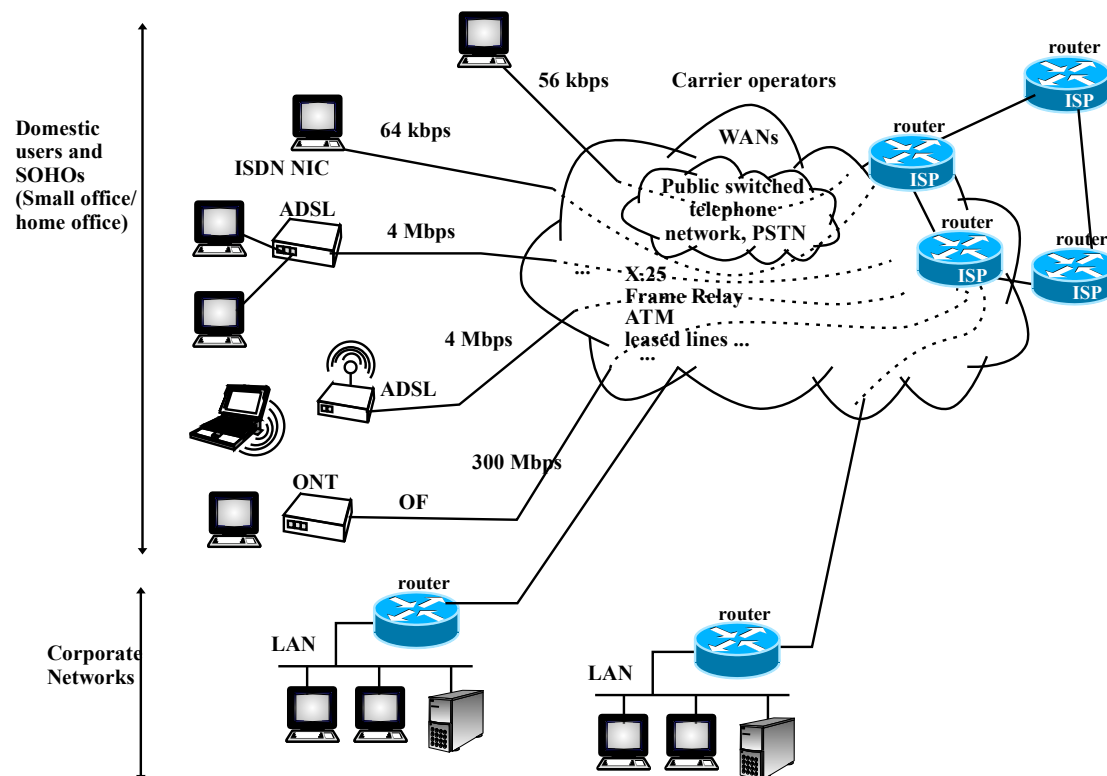 router
56 kbps
Carrier operators
ISP
64 kbps
WANs
router
Domestic
users and
SOHOs
(Small office/
home office)
ISDN NIC
Public switched
telephone
network, PSTN
ISP
ADSL
4 Mbps
router
router
...
X.25
ISP
ISP
Frame Relay
ATM
leased lines ...
...
4 Mbps
ADSL
300 Mbps
ONT
OF
router
router
LAN
Corporate
Networks
LAN